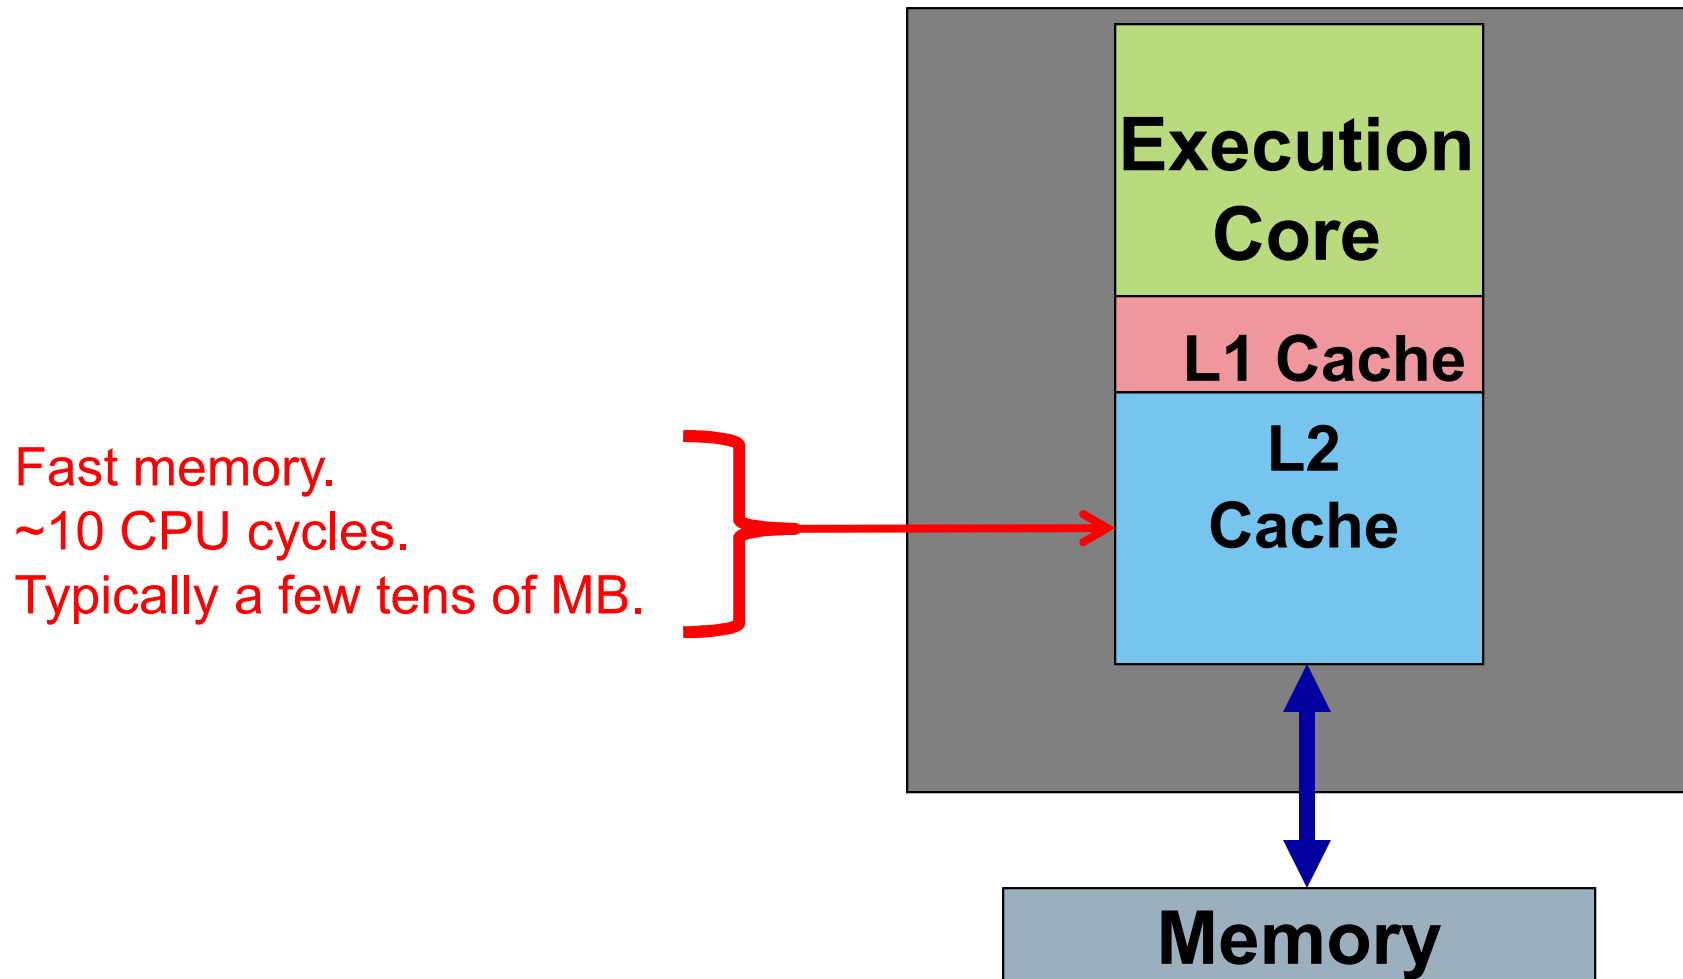 Execution
Core
L1 Cache
L2
Cache
Fast memory.
~10 CPU cycles.
Typically a few tens of MB.
Memory